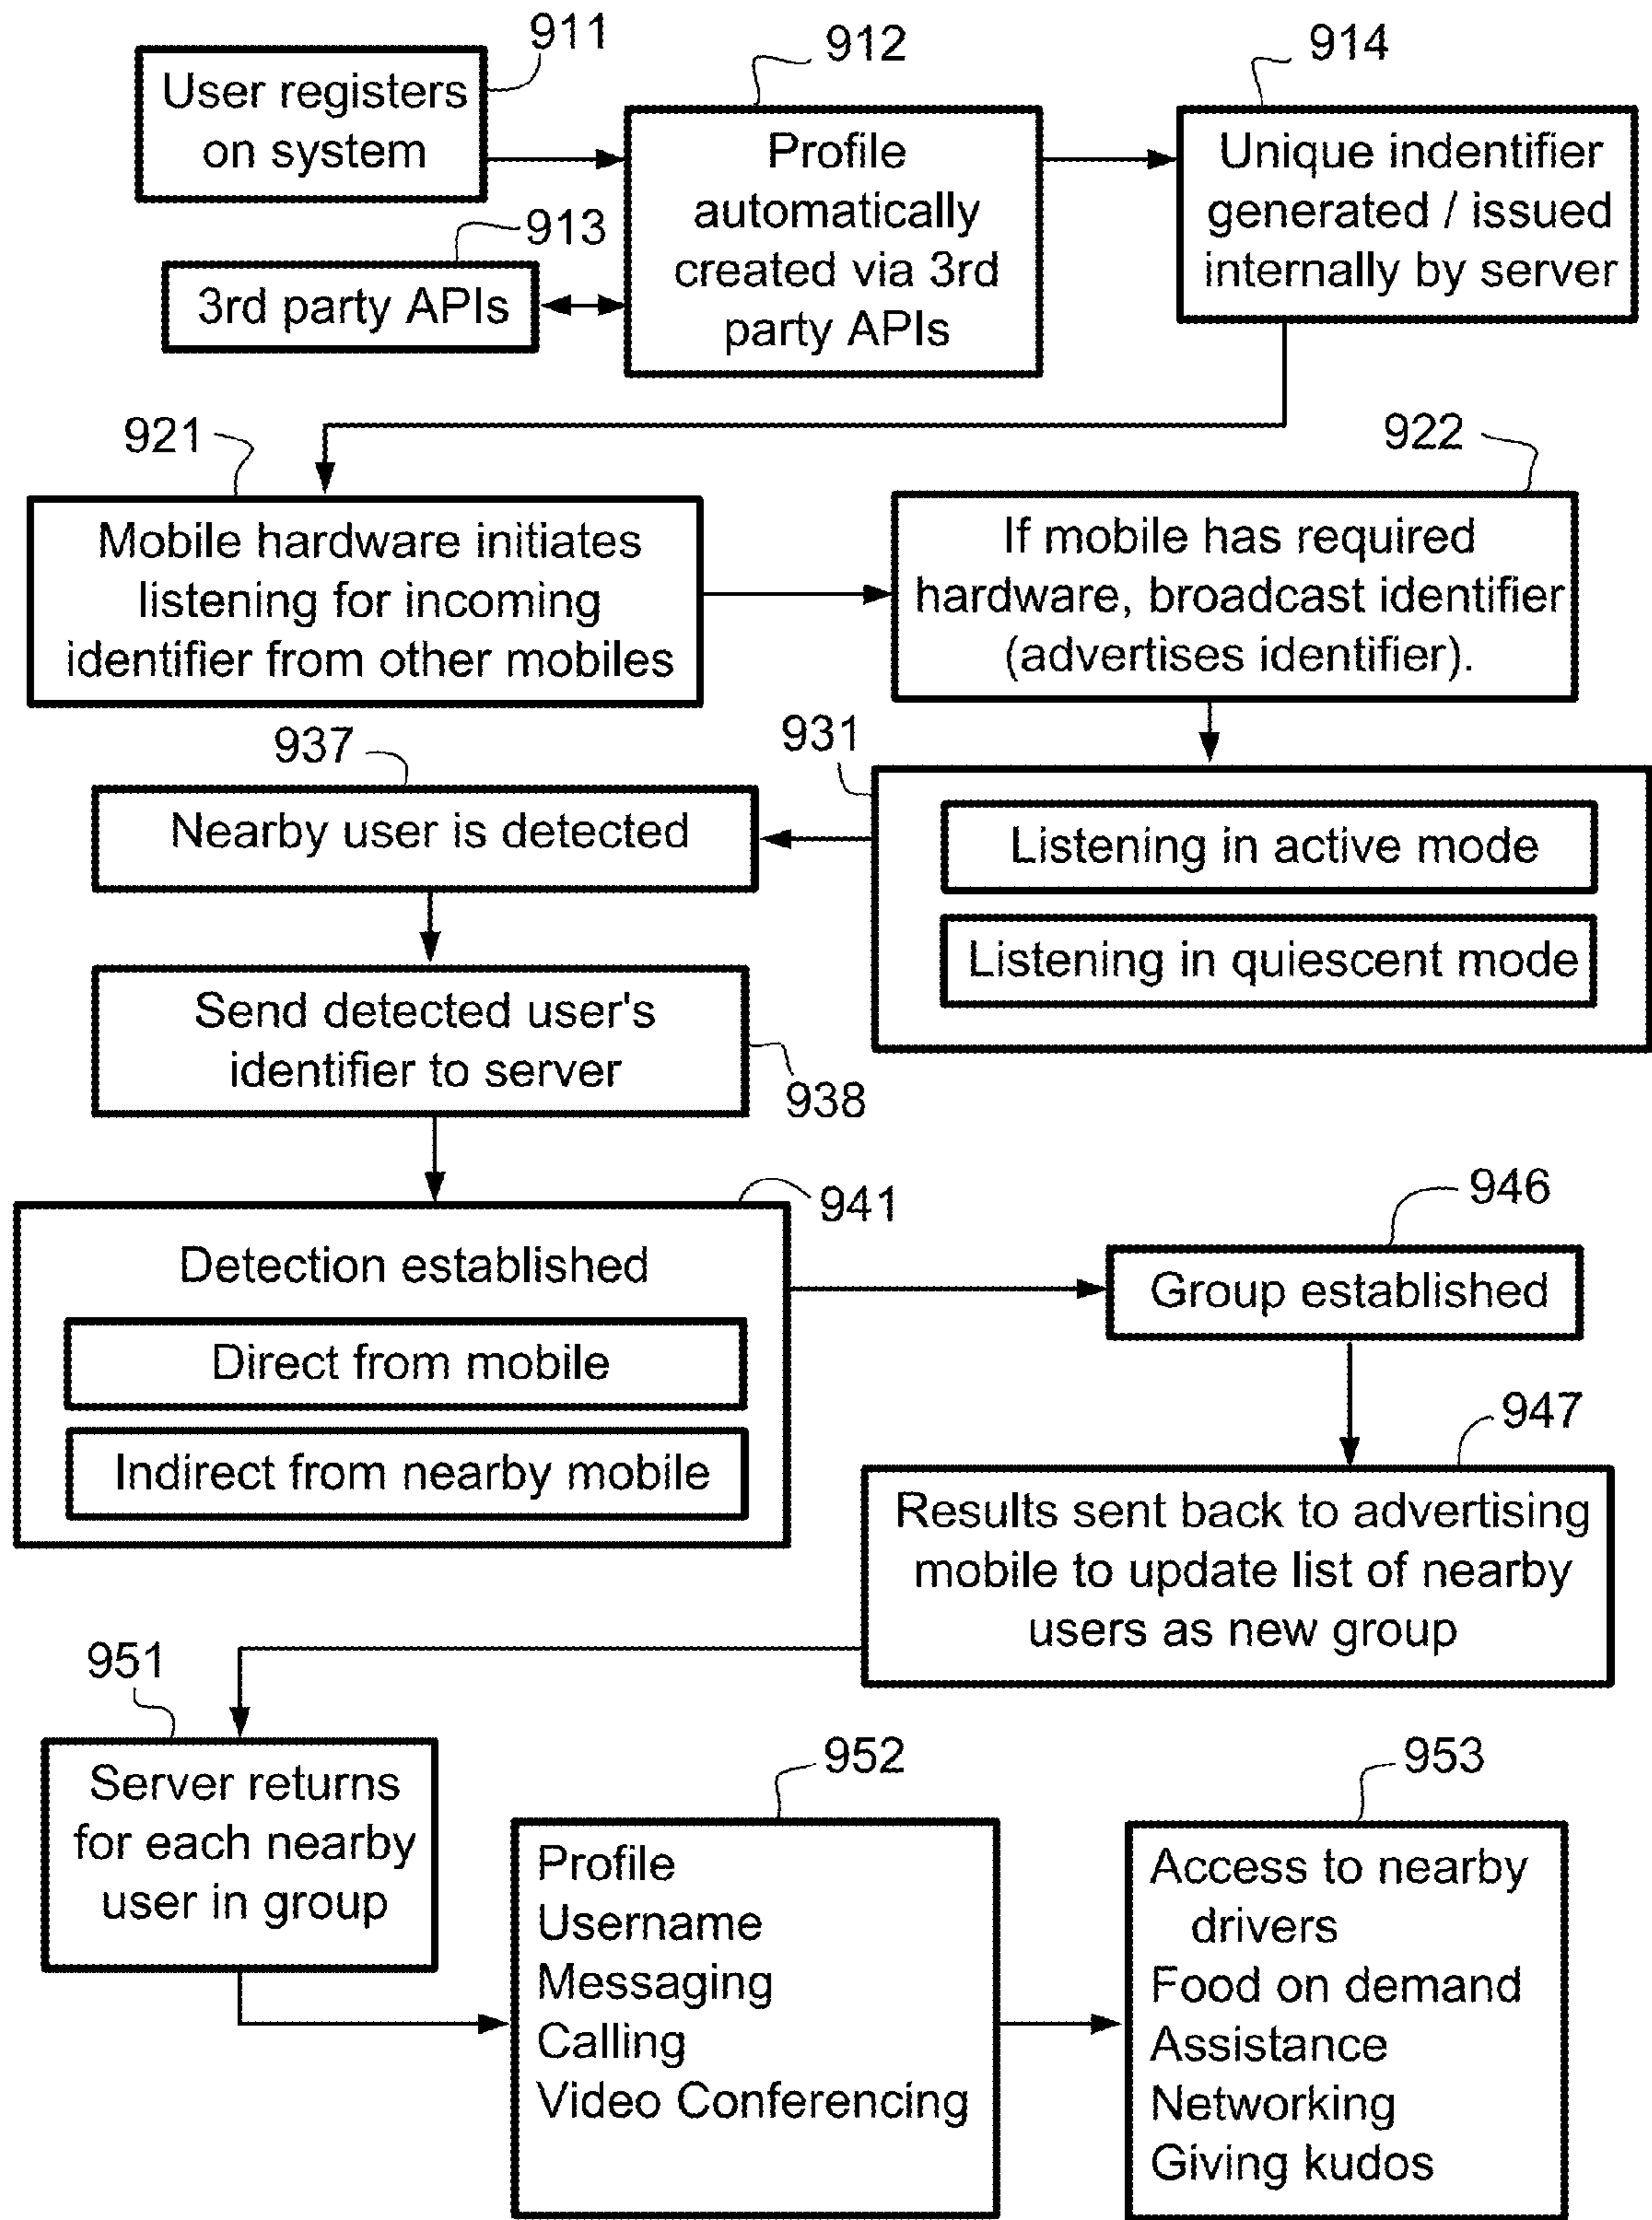 911
User registers
on system
912
Profile
automatically
created via 3rd
party APIs
914
Unique indentifier
generated / issued
internally by server
913
3rd party APIs
921
Mobile hardware initiates
listening for incoming
identifier from other mobiles
922
If mobile has required
hardware, broadcast identifier
(advertises identifier).
931
Listening in active mode
Listening in quiescent mode
937
Nearby user is detected
Send detected user's
identifier to server
938
941
Detection established
Direct from mobile
Indirect from nearby mobile
946
Group established
947
Results sent back to advertising
mobile to update list of nearby
users as new group
951
Server returns
for each nearby
user in group
952
Profile
Username
Messaging
Calling
Video Conferencing
953
Access to nearby
drivers
Food on demand
Assistance
Networking
Giving kudos